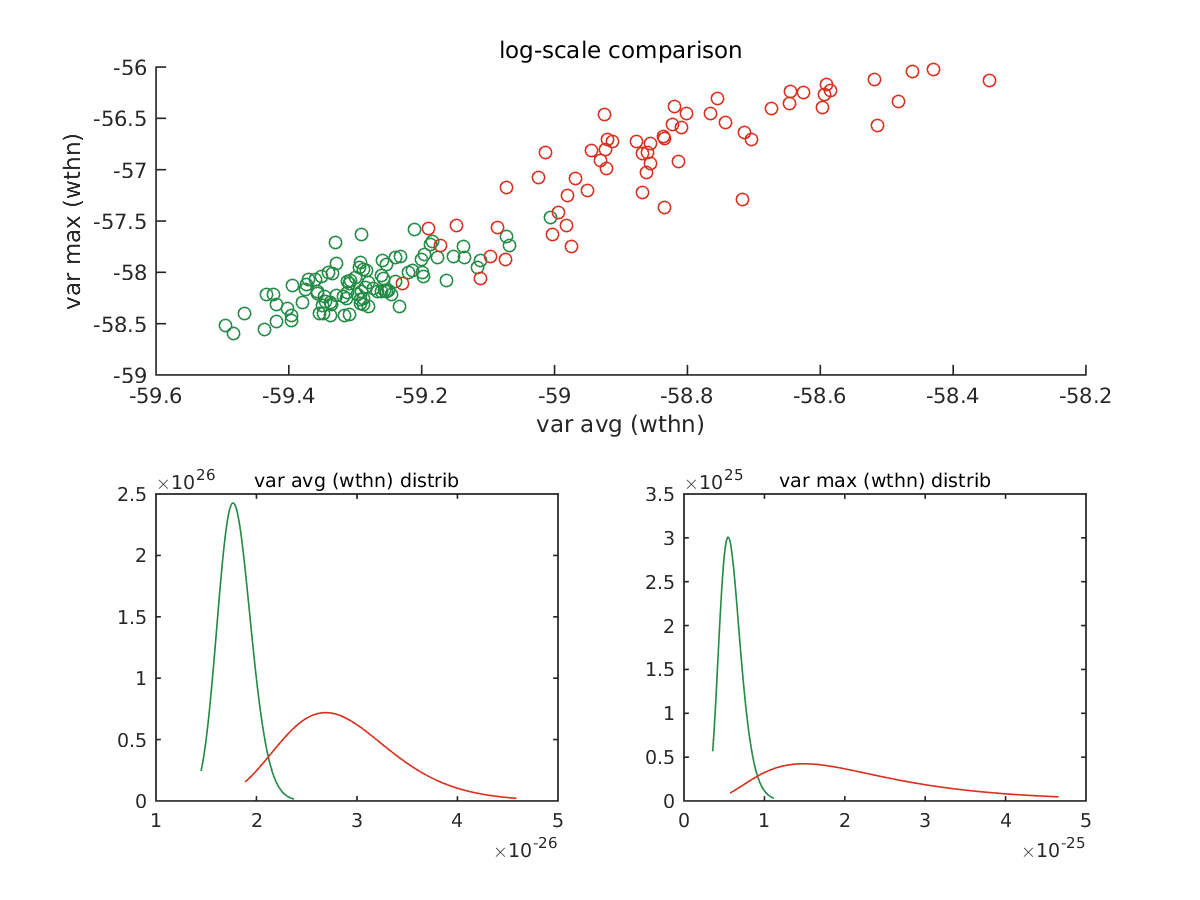 log-scale comparison
-56
-56.5
-57
-57.5
-58
-58.5
-59
var max (wthn)
-59.6 -59.4 -59.2 -59 -58.8 -58.6 -58.4 -58.2
var avg (wthn)
×10^26 var avg (wthn) distrib
2.5
2
1.5
1
0.5
0
1 2 3 4 5
×10^-26
×10^25 var max (wthn) distrib
3.5
3
2.5
2
1.5
1
0.5
0
0 1 2 3 4 5
×10^-25